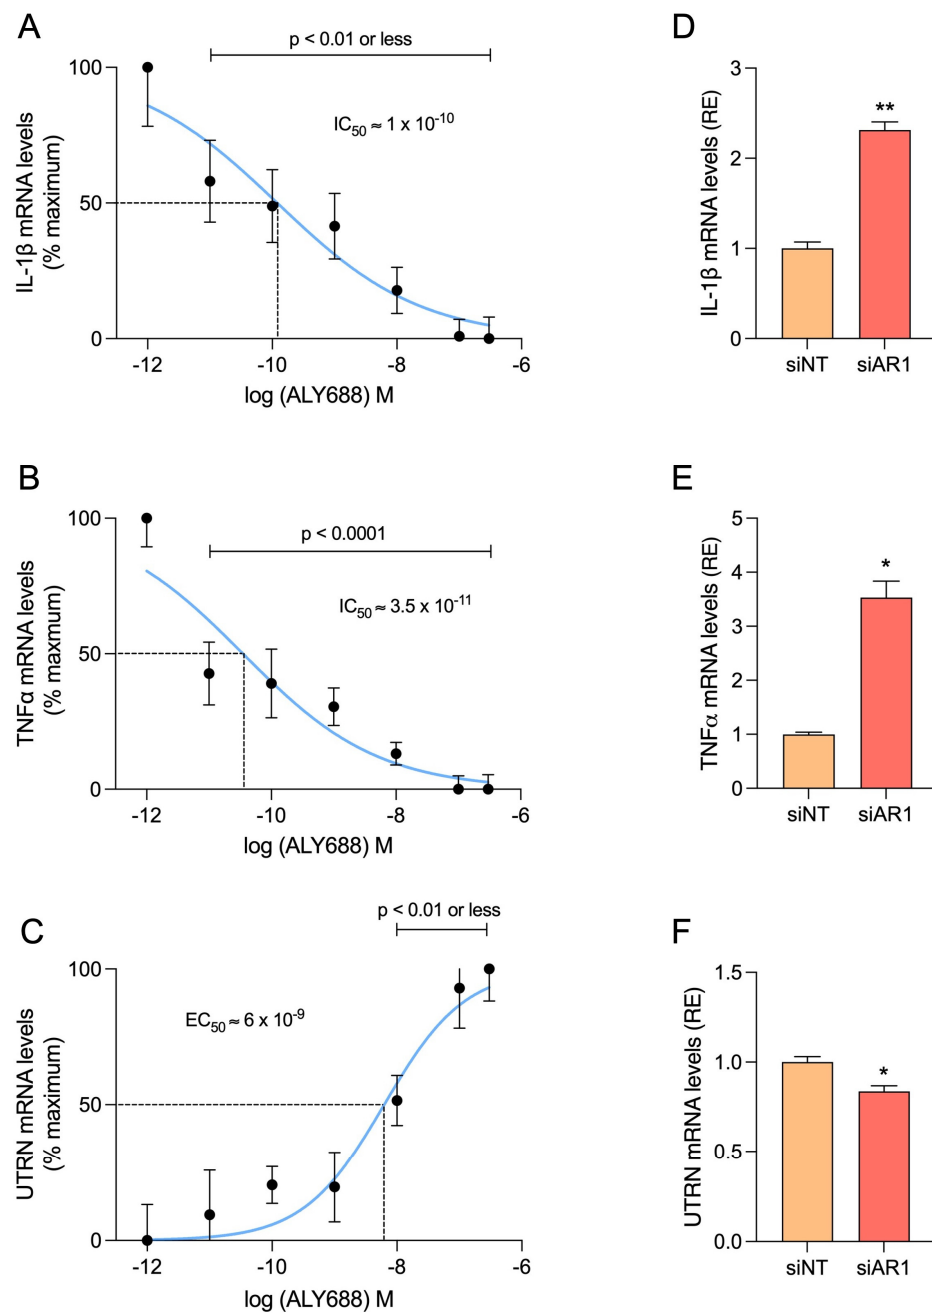 A
p < 0.01 or less
IL-1β mRNA levels
(% maximum)
100
50
0
IC50 ≈ 1 x 10-10
-12
-10
-8
-6
log (ALY688) M
D
IL-1β mRNA levels (RE)
3
2
1
0
**
siNT
siAR1
B
p < 0.0001
TNFα mRNA levels
(% maxmum)
100
50
0
IC50 ≈ 3.5 x 10-11
-12
-10
-8
-6
log (ALY688) M
E
TNFα mRNA levels (RE)
5
4
3
2
1
0
*
siNT
siAR1
C
p < 0.01 or less
UTRN mRNA levels
(% maximum)
100
50
0
EC50 ≈ 6 x 10-9
-12
-10
-8
-6
log (ALY688) M
F
UTRN mRNA levels (RE)
1.5
1.0
0.5
0.0
*
siNT
siAR1